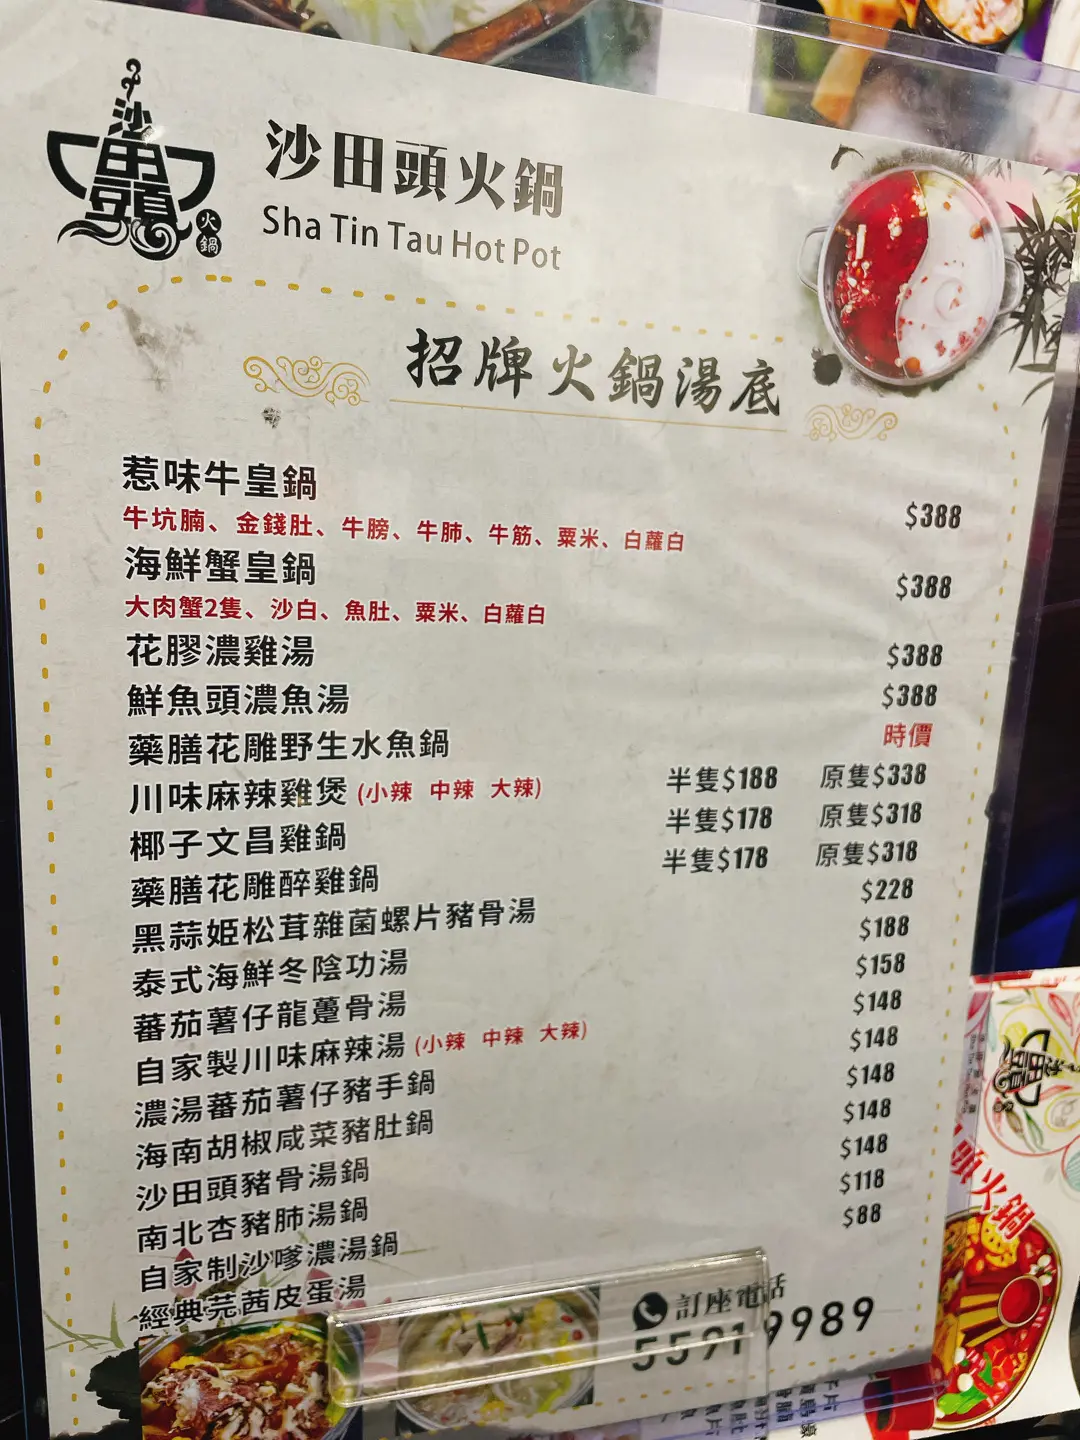 沙田頭
火鍋
沙田頭火鍋
Sha Tin Tau Hot Pot
招牌火鍋湯底
惹味牛皇鍋 $388
牛坑腩、金錢肚、牛膀、牛肺、牛筋、粟米、白蘿白
海鮮蟹皇鍋 $388
大肉蟹2隻、沙白、魚肚、粟米、白蘿白
花膠濃雞湯 $388
鮮魚頭濃魚湯 $388
藥膳花雕野生水魚鍋 時價
川味麻辣雞煲 (小辣 中辣 大辣) 半隻$188 原隻$338
椰子文昌雞鍋 半隻$178 原隻$318
藥膳花雕醉雞鍋 半隻$178 原隻$318
黑蒜姬松茸雜菌螺片豬骨湯 $228
泰式海鮮冬陰功湯 $188
蕃茄薯仔龍躉骨湯 $158
自家製川味麻辣湯 (小辣 中辣 大辣) $148
濃湯蕃茄薯仔豬手鍋 $148
海南胡椒咸菜豬肚鍋 $148
沙田頭豬骨湯鍋 $148
南北杏豬肺湯鍋 $148
自家制沙嗲濃湯鍋 $118
經典芫茜皮蛋湯 $88
訂座電話
5591 9989
頭火鍋